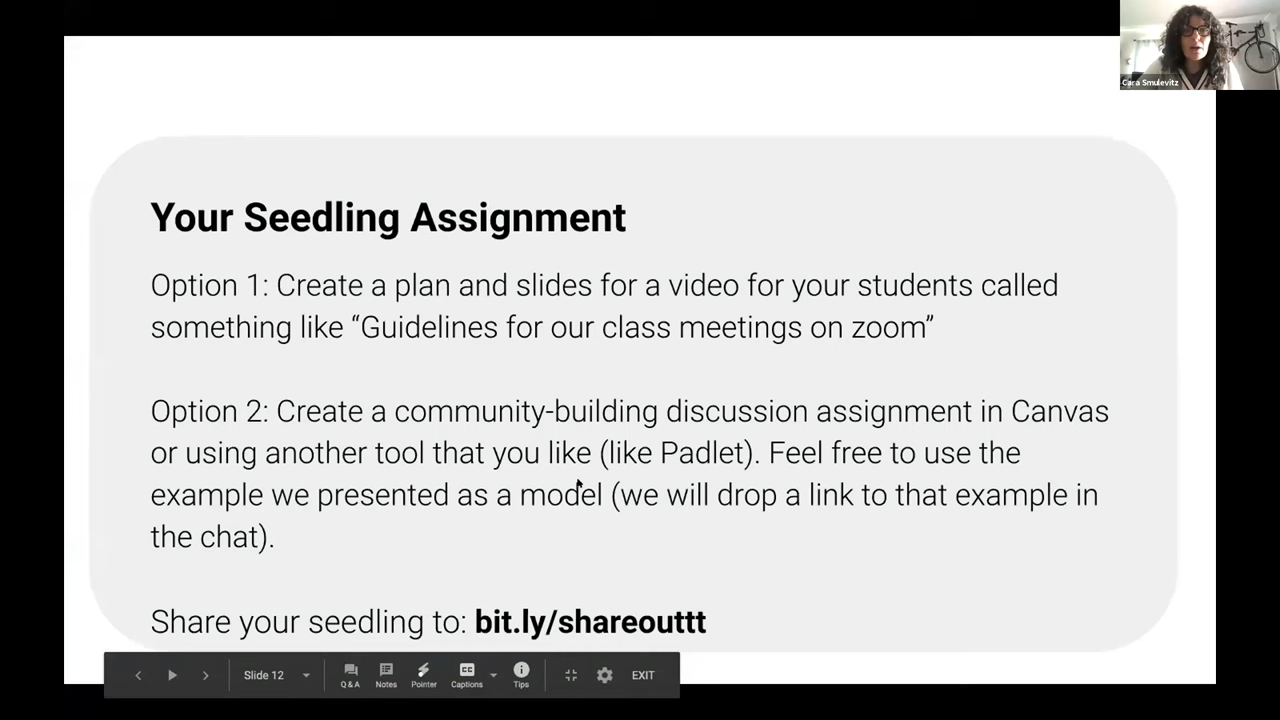 Cara Smulevitz
Your Seedling Assignment
Option 1: Create a plan and slides for a video for your students called
something like “Guidelines for our class meetings on zoom”
Option 2: Create a community-building discussion assignment in Canvas
or using another tool that you like (like Padlet). Feel free to use the
example we presented as a model (we will drop a link to that example in
the chat).
Share your seedling to: bit.ly/shareouttt
Slide 12
Q&A Notes Pointer Captions Tips EXIT